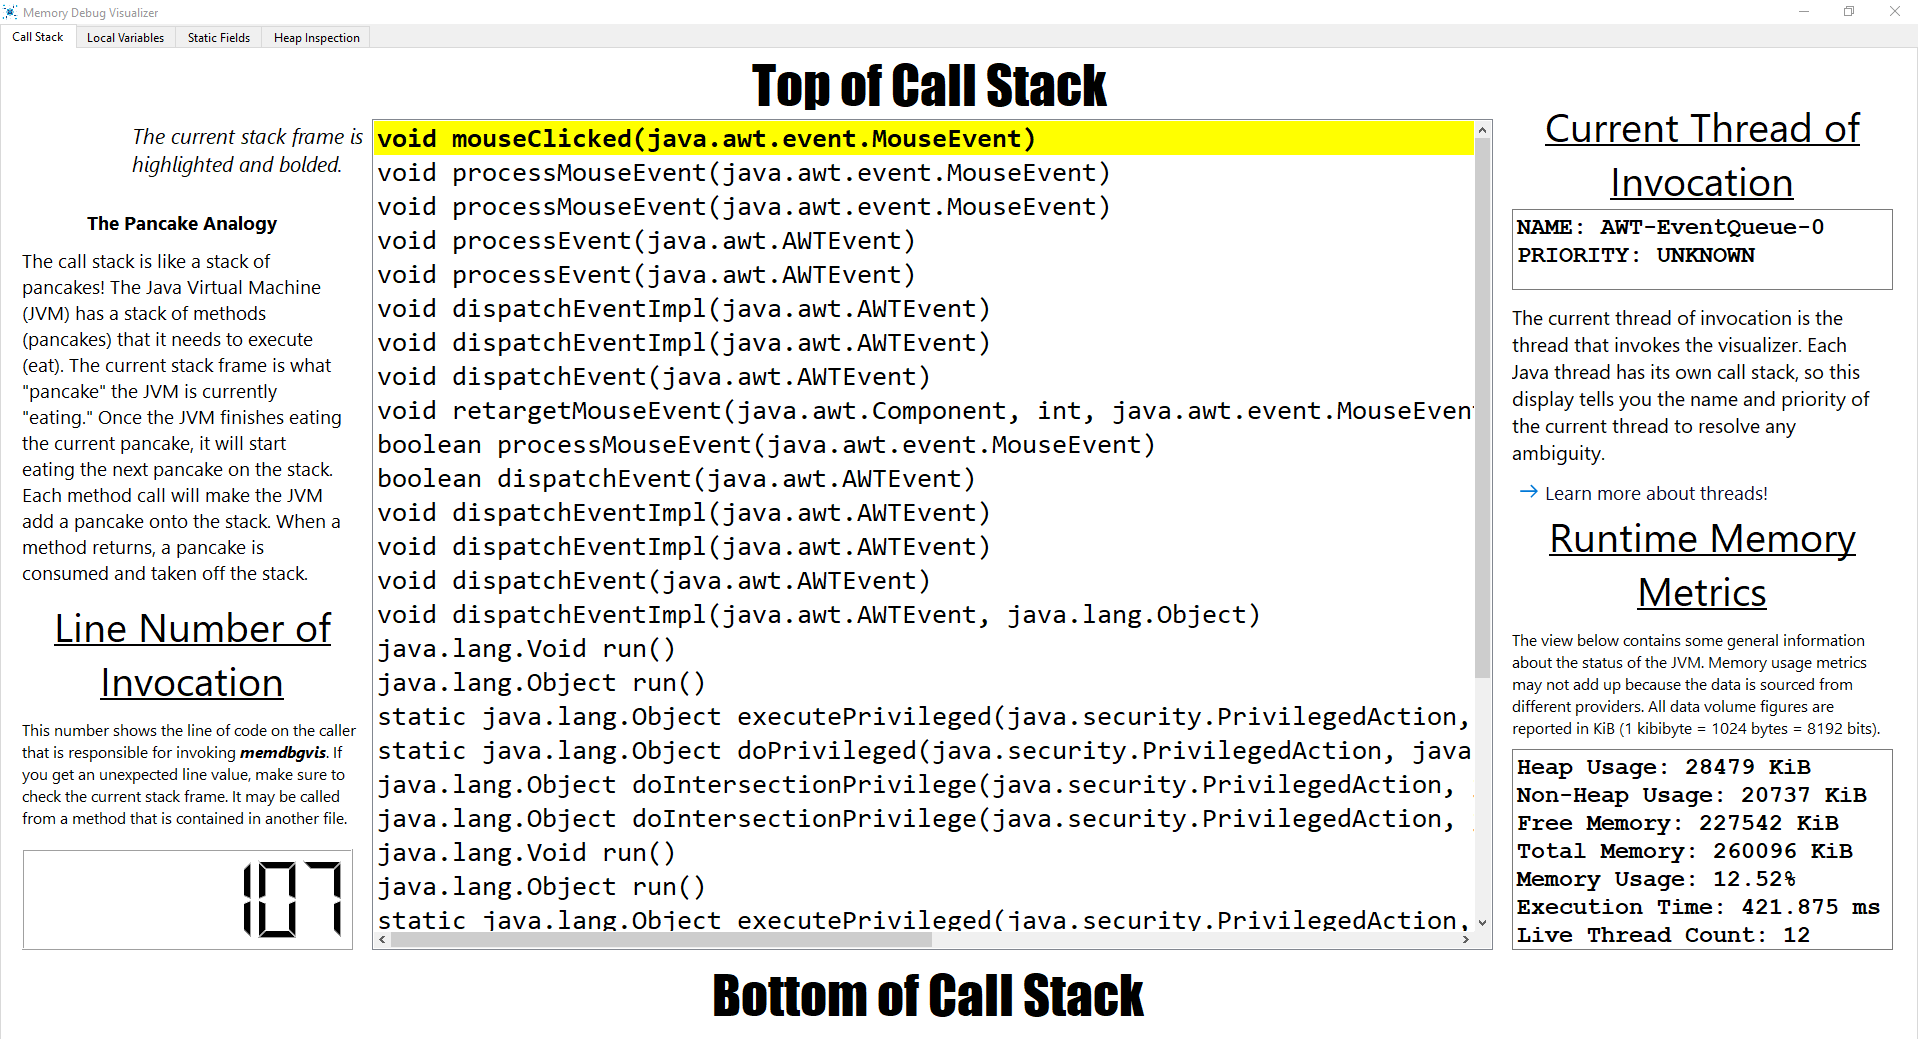 Memory Debug Visualizer
Call Stack
Local Variables
Static Fields
Heap Inspection
Top of Call Stack
The current stack frame is
highlighted and bolded.
The Pancake Analogy
The call stack is like a stack of
pancakes! The Java Virtual Machine
(JVM) has a stack of methods
(pancakes) that it needs to execute
(eat). The current stack frame is what
"pancake" the JVM is currently
"eating." Once the JVM finishes eating
the current pancake, it will start
eating the next pancake on the stack.
Each method call will make the JVM
add a pancake onto the stack. When a
method returns, a pancake is
consumed and taken off the stack.
Line Number of
Invocation
This number shows the line of code on the caller
that is responsible for invoking memdbgvis. If
you get an unexpected line value, make sure to
check the current stack frame. It may be called
from a method that is contained in another file.
107
void mouseClicked(java.awt.event.MouseEvent)
void processMouseEvent(java.awt.event.MouseEvent)
void processMouseEvent(java.awt.event.MouseEvent)
void processEvent(java.awt.AWTEvent)
void processEvent(java.awt.AWTEvent)
void dispatchEventImpl(java.awt.AWTEvent)
void dispatchEventImpl(java.awt.AWTEvent)
void dispatchEvent(java.awt.AWTEvent)
void retargetMouseEvent(java.awt.Component, int, java.awt.event.MouseEven
boolean processMouseEvent(java.awt.event.MouseEvent)
boolean dispatchEvent(java.awt.AWTEvent)
void dispatchEventImpl(java.awt.AWTEvent)
void dispatchEventImpl(java.awt.AWTEvent)
void dispatchEvent(java.awt.AWTEvent)
void dispatchEventImpl(java.awt.AWTEvent, java.lang.Object)
java.lang.Void run()
java.lang.Object run()
static java.lang.Object executePrivileged(java.security.PrivilegedAction,
static java.lang.Object doPrivileged(java.security.PrivilegedAction, java
java.lang.Object doIntersectionPrivilege(java.security.PrivilegedAction,
java.lang.Object doIntersectionPrivilege(java.security.PrivilegedAction,
java.lang.Void run()
java.lang.Object run()
static java.lang.Object executePrivileged(java.security.PrivilegedAction,
Bottom of Call Stack
Current Thread of
Invocation
NAME: AWT-EventQueue-0
PRIORITY: UNKNOWN
The current thread of invocation is the
thread that invokes the visualizer. Each
Java thread has its own call stack, so this
display tells you the name and priority of
the current thread to resolve any
ambiguity.
→ Learn more about threads!
Runtime Memory
Metrics
The view below contains some general information
about the status of the JVM. Memory usage metrics
may not add up because the data is sourced from
different providers. All data volume figures are
reported in KiB (1 kibibyte = 1024 bytes = 8192 bits).
Heap Usage: 28479 KiB
Non-Heap Usage: 20737 KiB
Free Memory: 227542 KiB
Total Memory: 260096 KiB
Memory Usage: 12.52%
Execution Time: 421.875 ms
Live Thread Count: 12